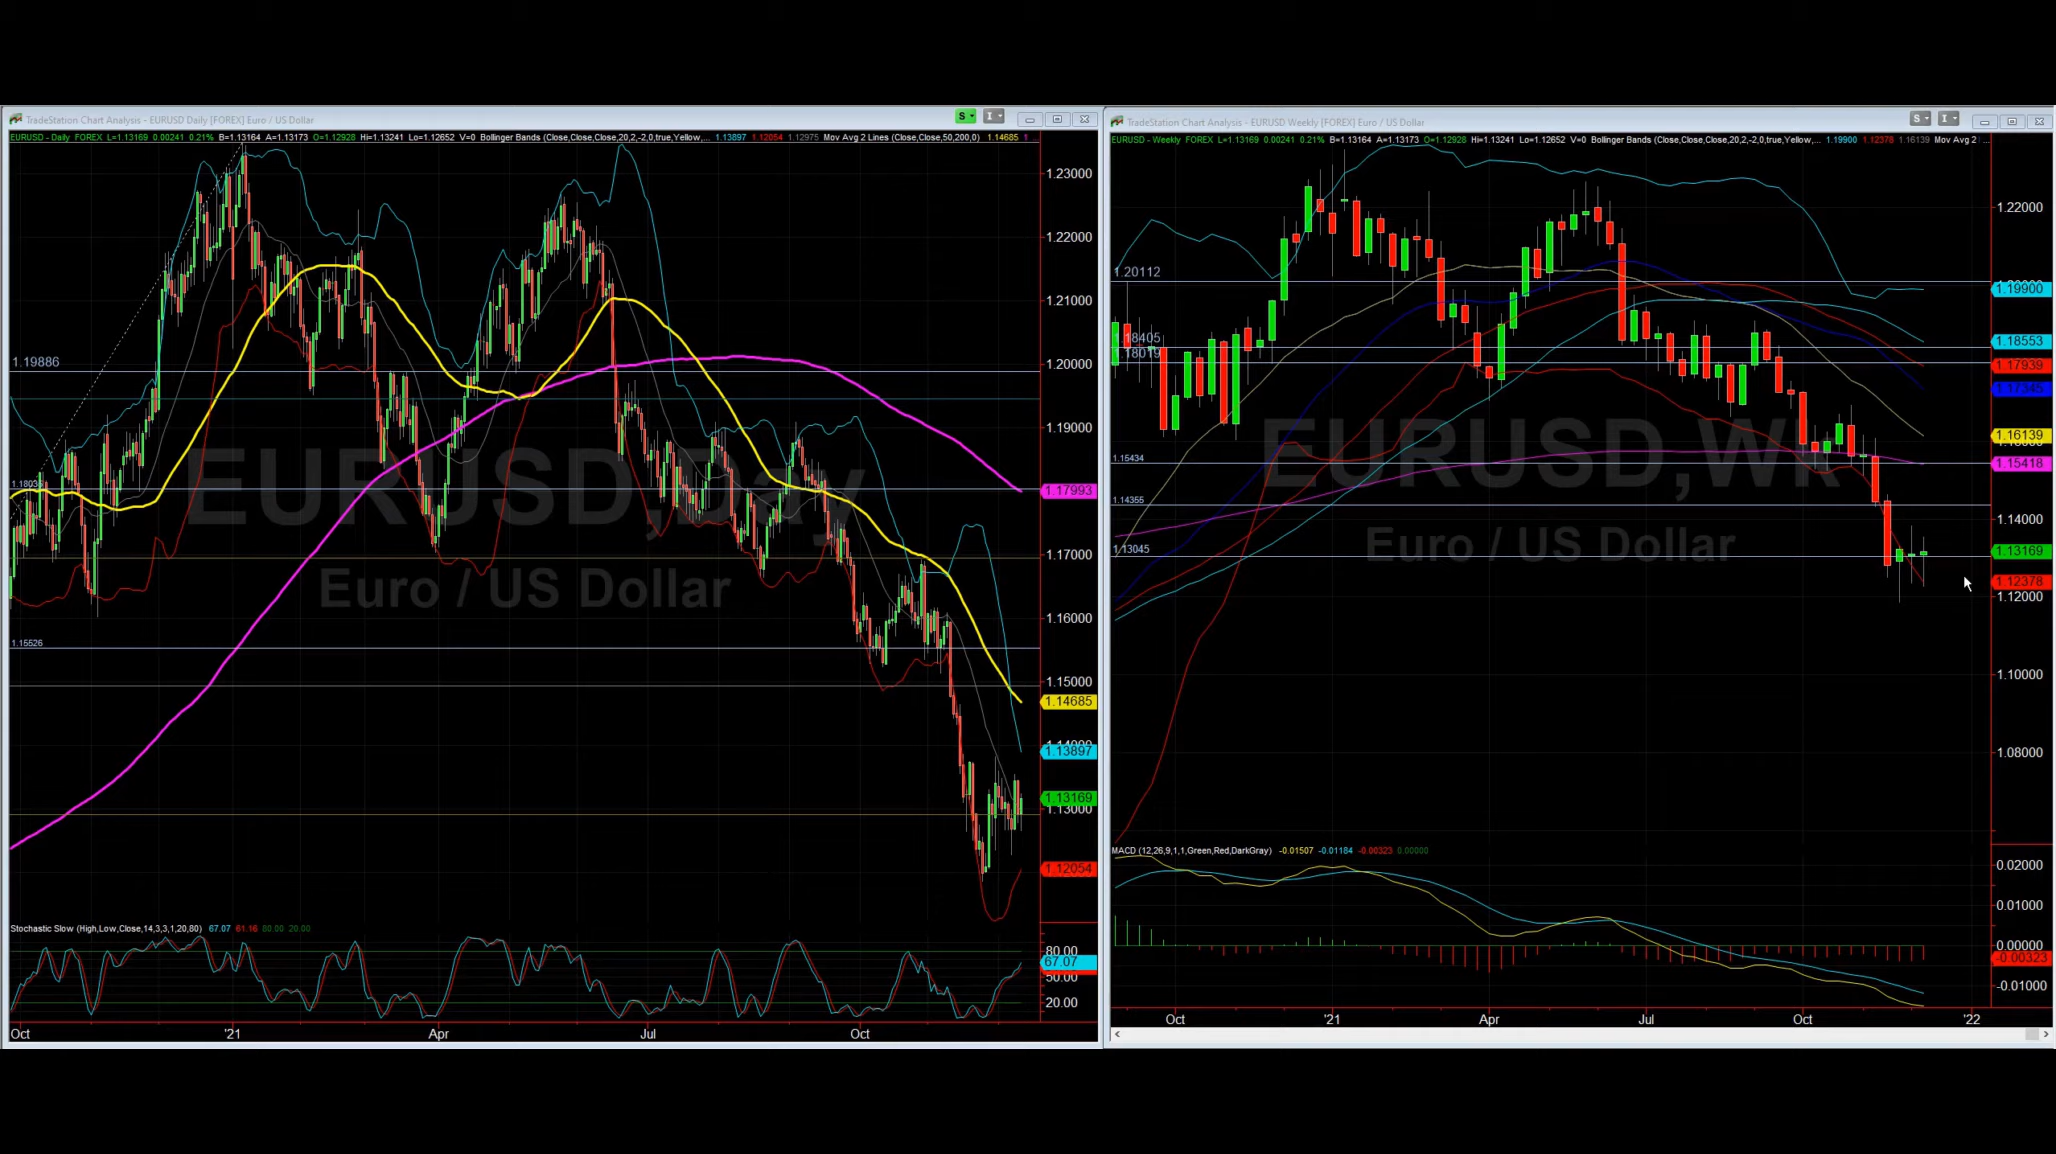 TradeStation Chart Analysis - EURUSD Daily [FOREX] Euro / US Dollar
S
I
EURUSD - Daily FOREX L=1.13169 0.00241 0.21% B=1.13164 A=1.13173 O=1.12928 Hi=1.13241 Lo=1.12652 V=0 Bollinger Bands (Close,Close,Close,20,2,-2,0,true,Yellow,... 1.13897 1.12054 1.12975 Mov Avg 2 Lines (Close,Close,50,200,0) 1.14685 1 ...
EURUSD,Day
Euro / US Dollar
1.19886
1.18036
1.15526
1.23000
1.22000
1.21000
1.20000
1.19000
1.17993
1.17000
1.16000
1.15000
1.14685
1.14000
1.13897
1.13169
1.13000
1.12054
Stochastic Slow (High,Low,Close,14,3,3,1,20,80) 67.07 61.16 80.00 20.00
80.00
67.07
50.00
20.00
Oct '21 Apr Jul Oct
TradeStation Chart Analysis - EURUSD Weekly [FOREX] Euro / US Dollar
S
I
EURUSD - Weekly FOREX L=1.13169 0.00241 0.21% B=1.13164 A=1.13173 O=1.12928 Hi=1.13241 Lo=1.12652 V=0 Bollinger Bands (Close,Close,Close,20,2,-2,0,true,Yellow,... 1.19900 1.12378 1.16139 Mov Avg 2 ...
EURUSD,Wk
Euro / US Dollar
1.20112
1.18405
1.18019
1.15434
1.14355
1.13045
1.22000
1.19900
1.18553
1.17939
1.16139
1.15418
1.14000
1.13169
1.12378
1.12000
1.10000
1.08000
MACD (12,26,9,1,1,Green,Red,DarkGray) -0.01507 -0.01184 -0.00323 0.00000
0.02000
0.01000
0.00000
-0.00323
-0.01000
Oct '21 Apr Jul Oct '22